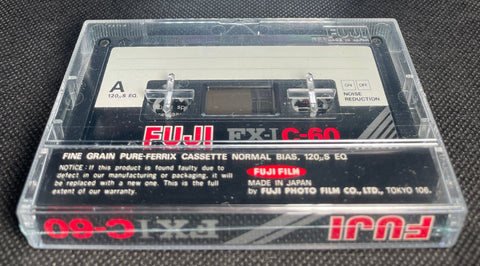 FUJI
A
120µS EQ.
ON OFF
NOISE
REDUCTION
FUJI FX-I C-60
FINE GRAIN PURE-FERRIX CASSETTE NORMAL BIAS, 120µS EQ
NOTICE: If this product is found faulty due to
defect in our manufacturing or packaging, it will
be replaced with a new one. This is the full
extent of our warranty.
FUJI FILM
MADE IN JAPAN
by FUJI PHOTO FILM CO., LTD., TOKYO 106.
FX-I C-60
FUJI